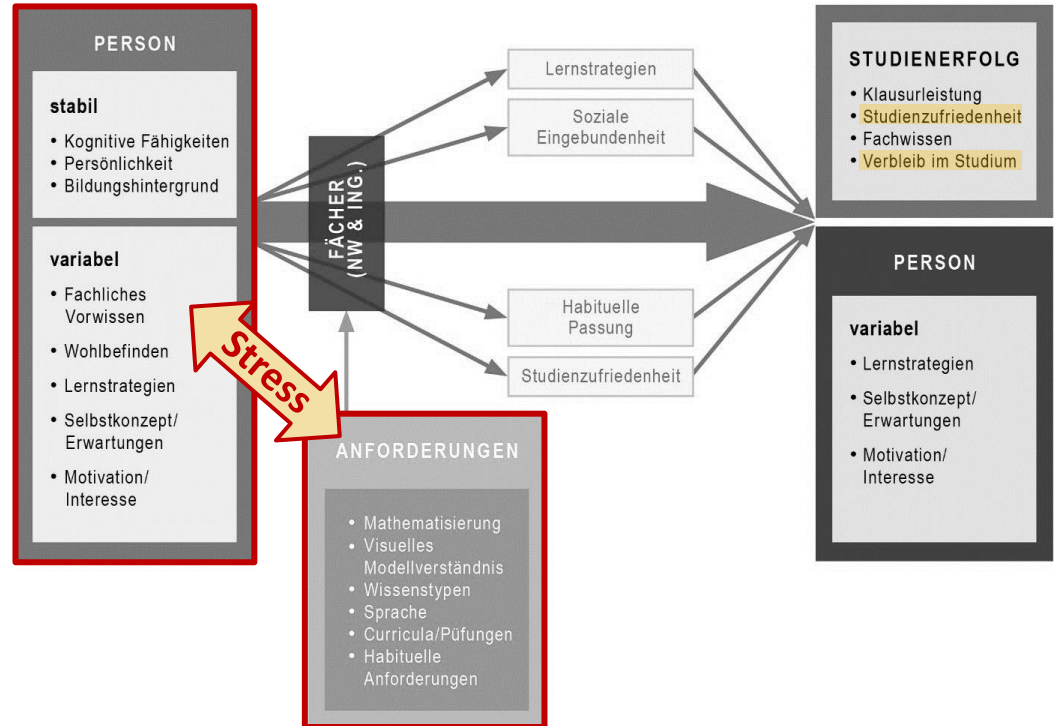 PERSON
stabil
• Kognitive Fähigkeiten
• Persönlichkeit
• Bildungshintergrund
variabel
• Fachliches
Vorwissen
• Wohlbefinden
• Lernstrategien
• Selbstkonzept/
Erwartungen
• Motivation/
Interesse
Stress
FÄCHER
(NW & ING.)
ANFORDERUNGEN
• Mathematisierung
• Visuelles
Modellverständnis
• Wissenstypen
• Sprache
• Curricula/Püfungen
• Habituelle
Anforderungen
Lernstrategien
Soziale
Eingebundenheit
Habituelle
Passung
Studienzufriedenheit
STUDIENERFOLG
• Klausurleistung
• Studienzufriedenheit
• Fachwissen
• Verbleib im Studium
PERSON
variabel
• Lernstrategien
• Selbstkonzept/
Erwartungen
• Motivation/
Interesse